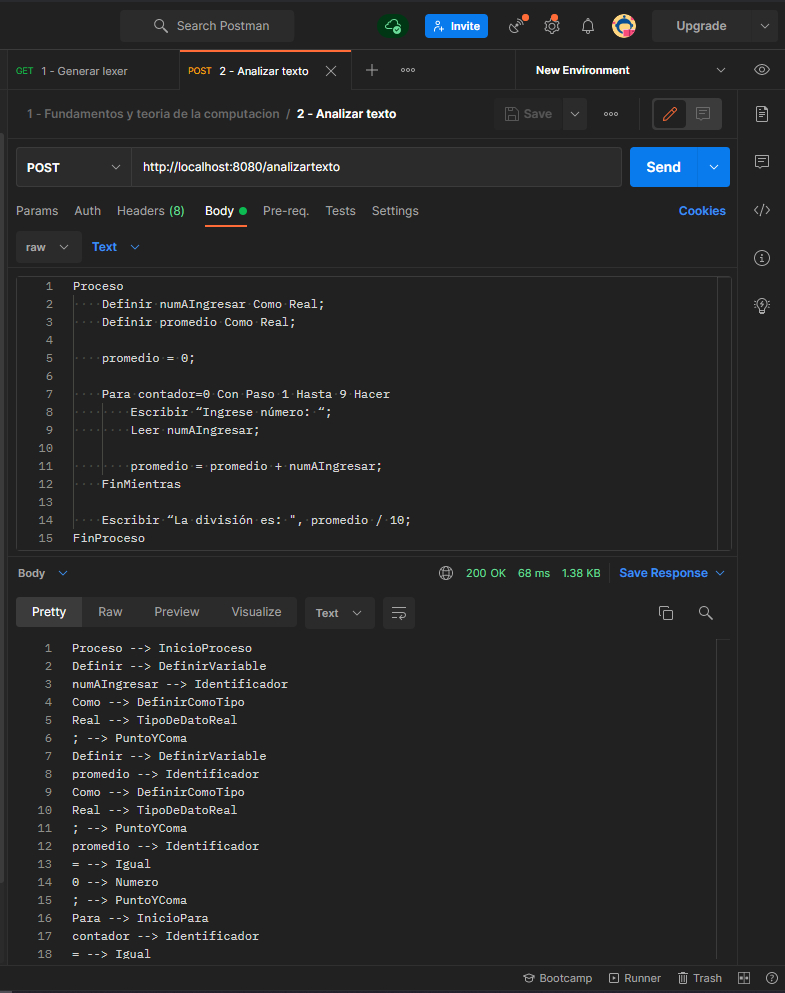 Search Postman
Invite
Upgrade
GET 1 - Generar lexer
POST 2 - Analizar texto
New Environment
1 - Fundamentos y teoria de la computacion / 2 - Analizar texto
Save
POST
http://localhost:8080/analizartexto
Send
Params Auth Headers (8) Body Pre-req. Tests Settings
Cookies
raw Text
1 Proceso
2 Definir numAIngresar Como Real;
3 Definir promedio Como Real;
4
5 promedio = 0;
6
7 Para contador=0 Con Paso 1 Hasta 9 Hacer
8 Escribir “Ingrese número: “;
9 Leer numAIngresar;
10
11 promedio = promedio + numAIngresar;
12 FinMientras
13
14 Escribir “La división es: ", promedio / 10;
15 FinProceso
Body
200 OK 68 ms 1.38 KB Save Response
Pretty Raw Preview Visualize Text
1 Proceso --> InicioProceso
2 Definir --> DefinirVariable
3 numAIngresar --> Identificador
4 Como --> DefinirComoTipo
5 Real --> TipoDeDatoReal
6 ; --> PuntoYComa
7 Definir --> DefinirVariable
8 promedio --> Identificador
9 Como --> DefinirComoTipo
10 Real --> TipoDeDatoReal
11 ; --> PuntoYComa
12 promedio --> Identificador
13 = --> Igual
14 0 --> Numero
15 ; --> PuntoYComa
16 Para --> InicioPara
17 contador --> Identificador
18 = --> Igual
Bootcamp Runner Trash